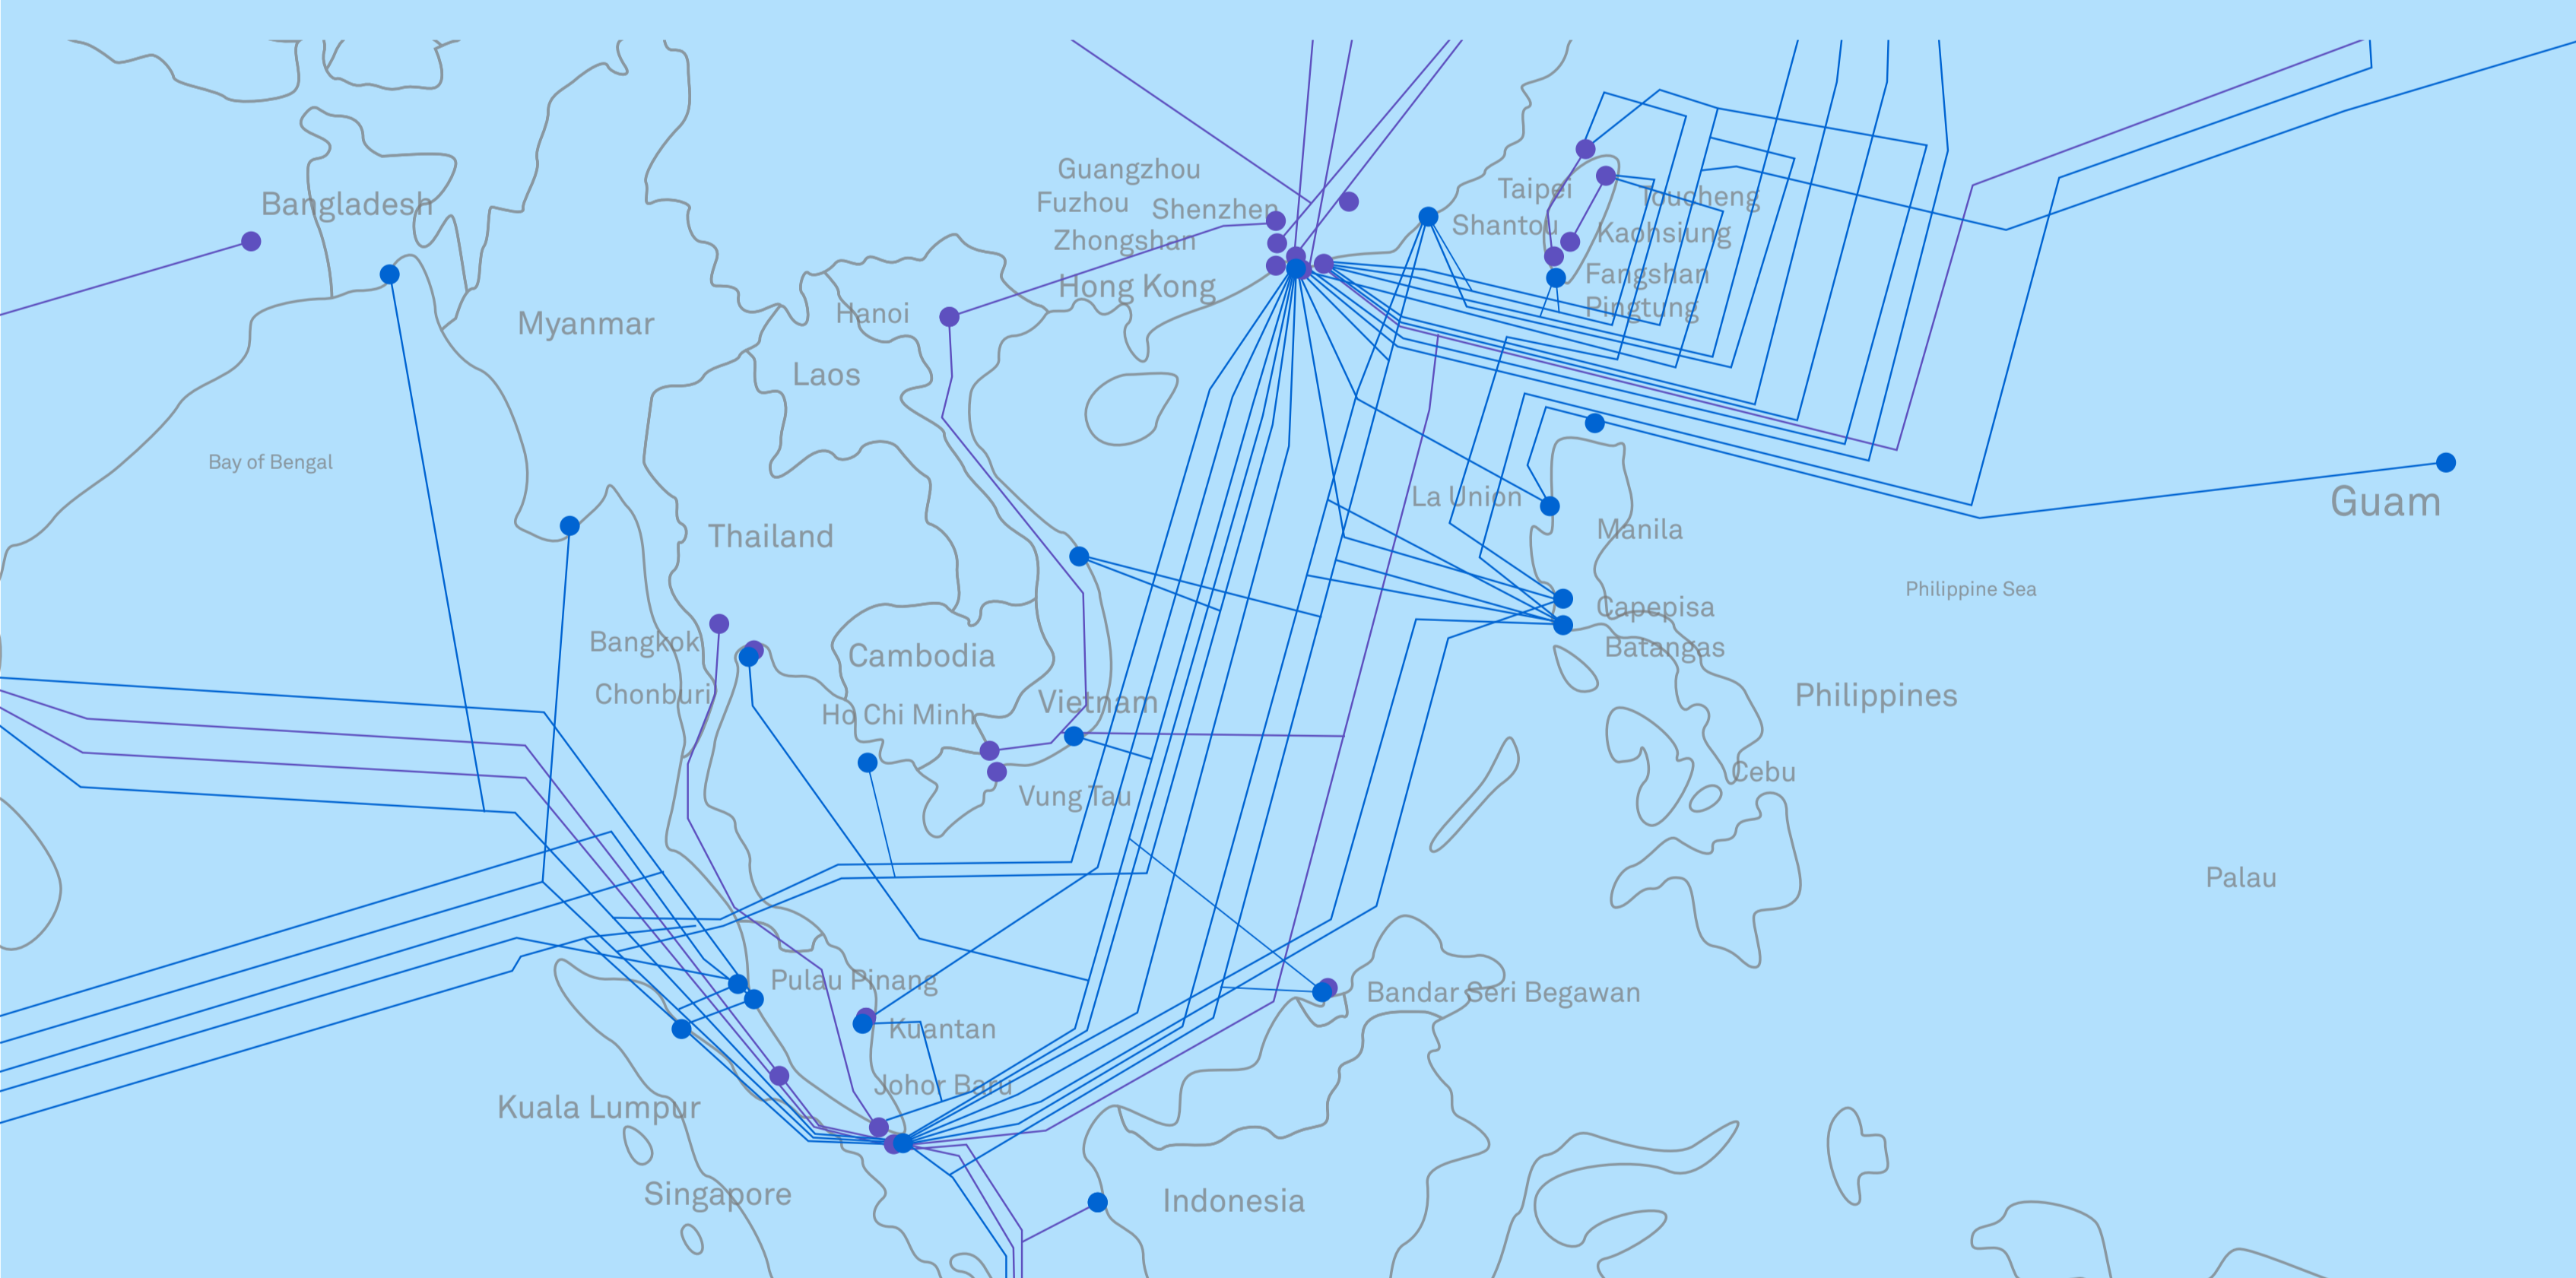 Guangzhou
Taipei
Toucheng
Bangladesh
Fuzhou
Shenzhen
Shantou
Kaohsiung
Zhongshan
Fangshan
Hong Kong
Pingtung
Hanoi
Myanmar
Laos
Bay of Bengal
La Union
Guam
Thailand
Manila
Philippine Sea
Capepisa
Bangkok
Cambodia
Batangas
Chonburi
Vietnam
Philippines
Ho Chi Minh
Cebu
Vung Tau
Palau
Pulau Pinang
Bandar Seri Begawan
Kuantan
Johor Baru
Kuala Lumpur
Singapore
Indonesia